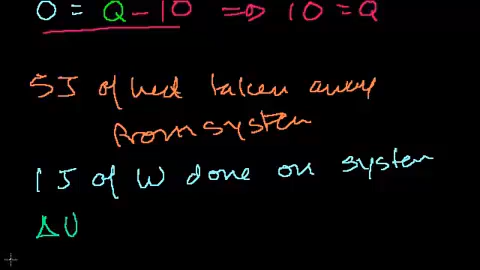 0 = Q - 10 => 10 = Q
5J of heat taken away
from system
1 J of W done on system
ΔU